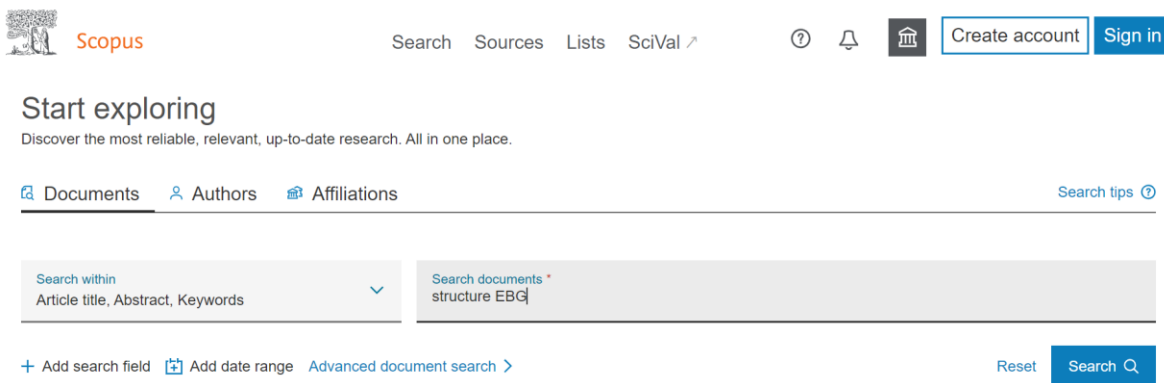 Scopus
Search Sources Lists SciVal ↗
Create account
Sign in
Start exploring
Discover the most reliable, relevant, up-to-date research. All in one place.
Documents Authors Affiliations
Search tips
Search within
Article title, Abstract, Keywords
Search documents *
structure EBG
+ Add search field Add date range Advanced document search >
Reset Search